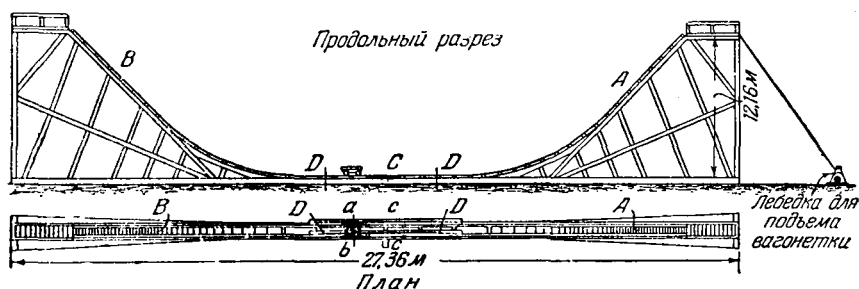 Продольный разрез
B
A
12,16 м
D
C
D
Лебедка для
подъема
вагонетки
B
D
a
c
D
A
b
c
27,36 м
План